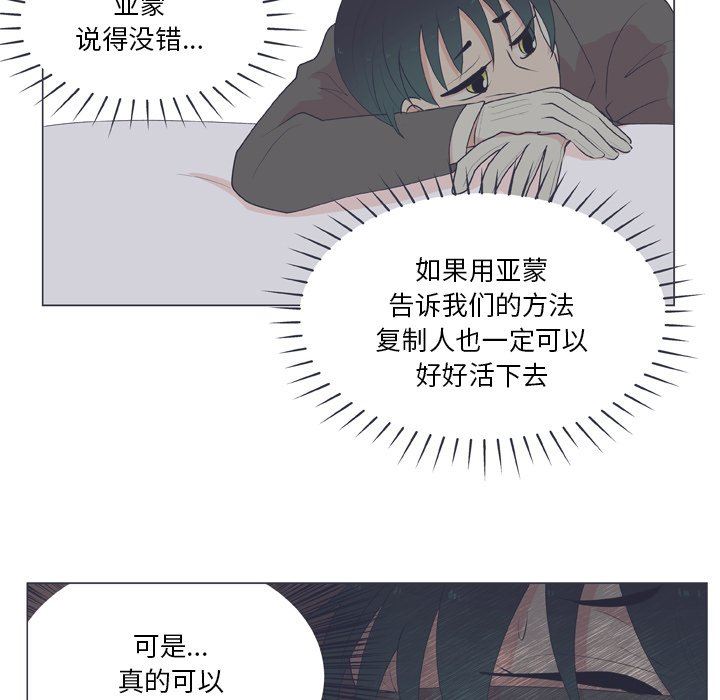 亚蒙
说得没错...
如果用亚蒙
告诉我们的方法
复制人也一定可以
好好活下去
可是...
真的可以